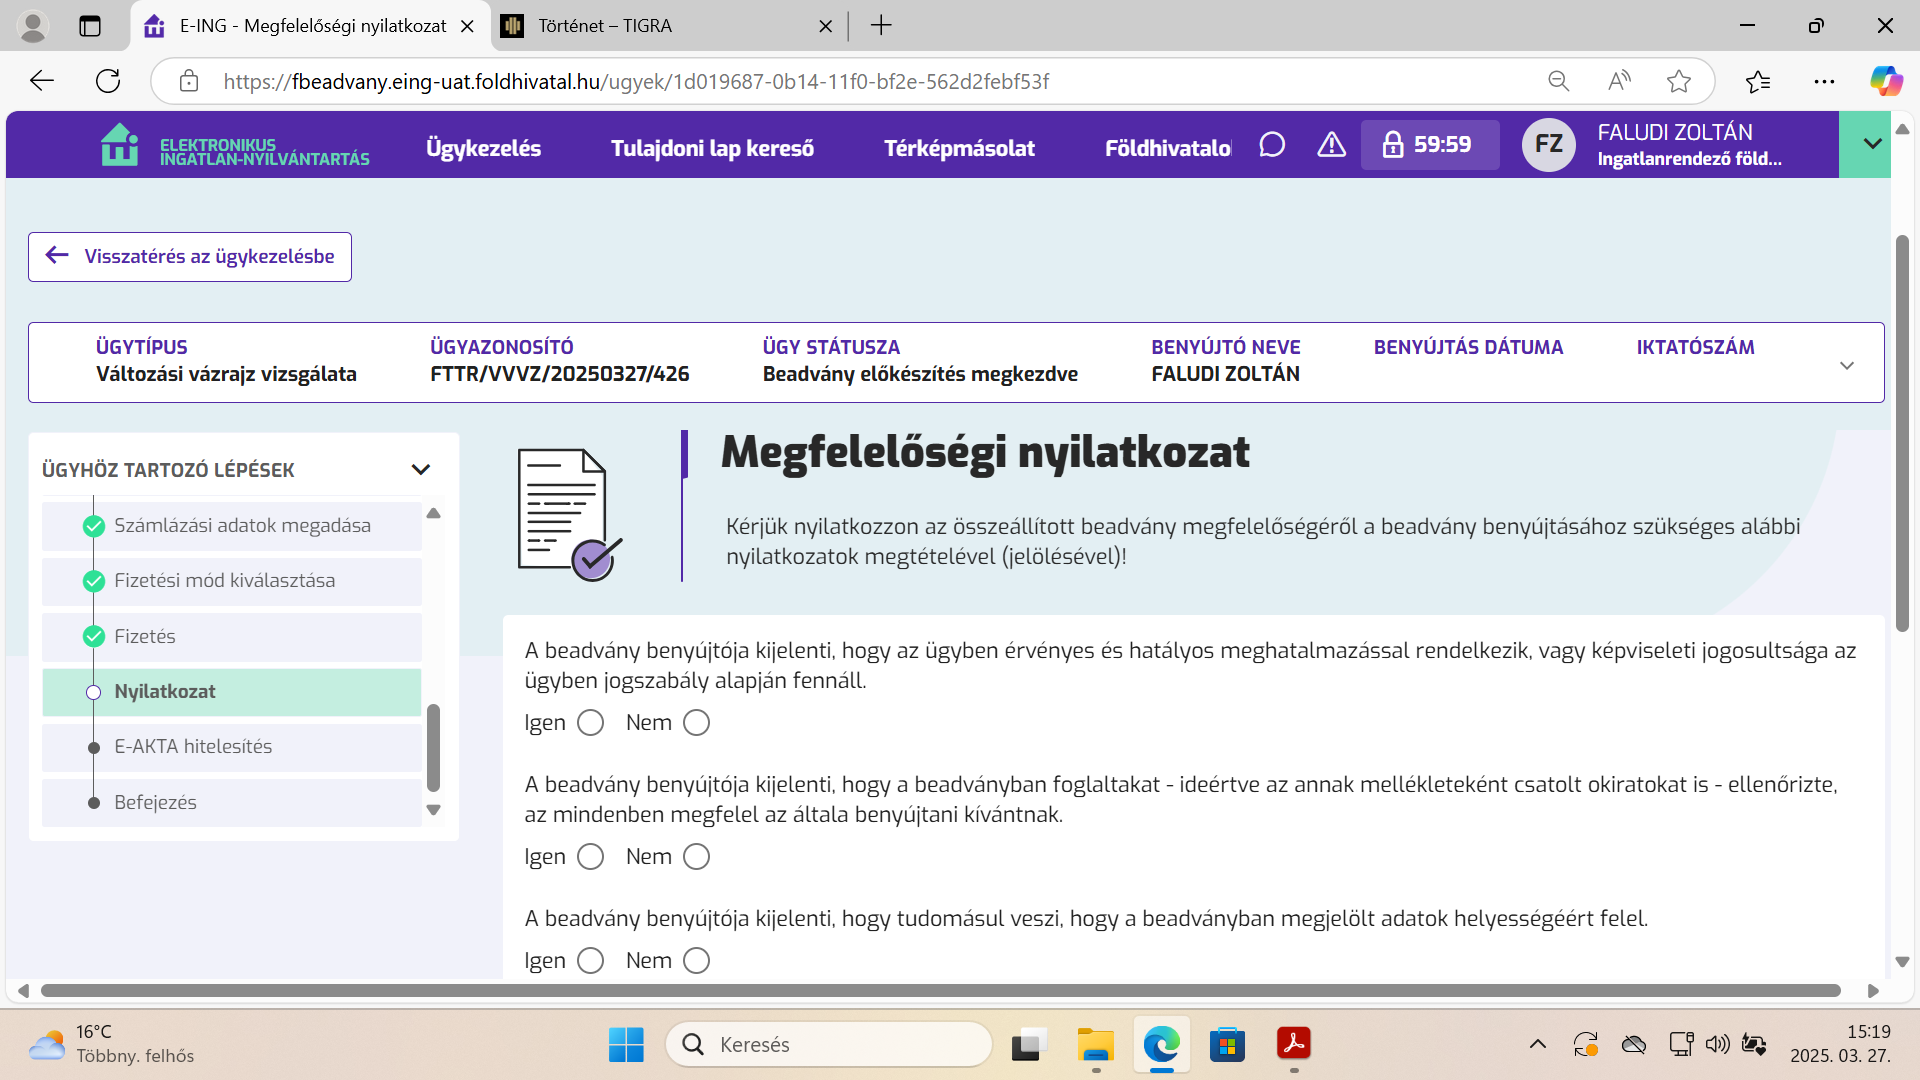 E-ING - Megfelelőségi nyilatkozat
Történet – TIGRA
https://fbeadvany.eing-uat.foldhivatal.hu/ugyek/1d019687-0b14-11f0-bf2e-562d2febf53f
ELEKTRONIKUS
INGATLAN-NYILVÁNTARTÁS
Ügykezelés
Tulajdoni lap kereső
Térképmásolat
Földhivatalo
59:59
FZ
FALUDI ZOLTÁN
Ingatlanrendező föld...
Visszatérés az ügykezelésbe
ÜGYTÍPUS
Változási vázrajz vizsgálata
ÜGYAZONOSÍTÓ
FTTR/VVVZ/20250327/426
ÜGY STÁTUSZA
Beadvány előkészítés megkezdve
BENYÚJTÓ NEVE
FALUDI ZOLTÁN
BENYÚJTÁS DÁTUMA
IKTATÓSZÁM
ÜGYHÖZ TARTOZÓ LÉPÉSEK
Számlázási adatok megadása
Fizetési mód kiválasztása
Fizetés
Nyilatkozat
E-AKTA hitelesítés
Befejezés
Megfelelőségi nyilatkozat
Kérjük nyilatkozzon az összeállított beadvány megfelelőségéről a beadvány benyújtásához szükséges alábbi
nyilatkozatok megtételével (jelölésével)!
A beadvány benyújtója kijelenti, hogy az ügyben érvényes és hatályos meghatalmazással rendelkezik, vagy képviseleti jogosultsága az
ügyben jogszabály alapján fennáll.
Igen Nem
A beadvány benyújtója kijelenti, hogy a beadványban foglaltakat - ideértve az annak mellékleteként csatolt okiratokat is - ellenőrizte,
az mindenben megfelel az általa benyújtani kívántnak.
Igen Nem
A beadvány benyújtója kijelenti, hogy tudomásul veszi, hogy a beadványban megjelölt adatok helyességéért felel.
Igen Nem
16°C
Többny. felhős
Keresés
15:19
2025. 03. 27.